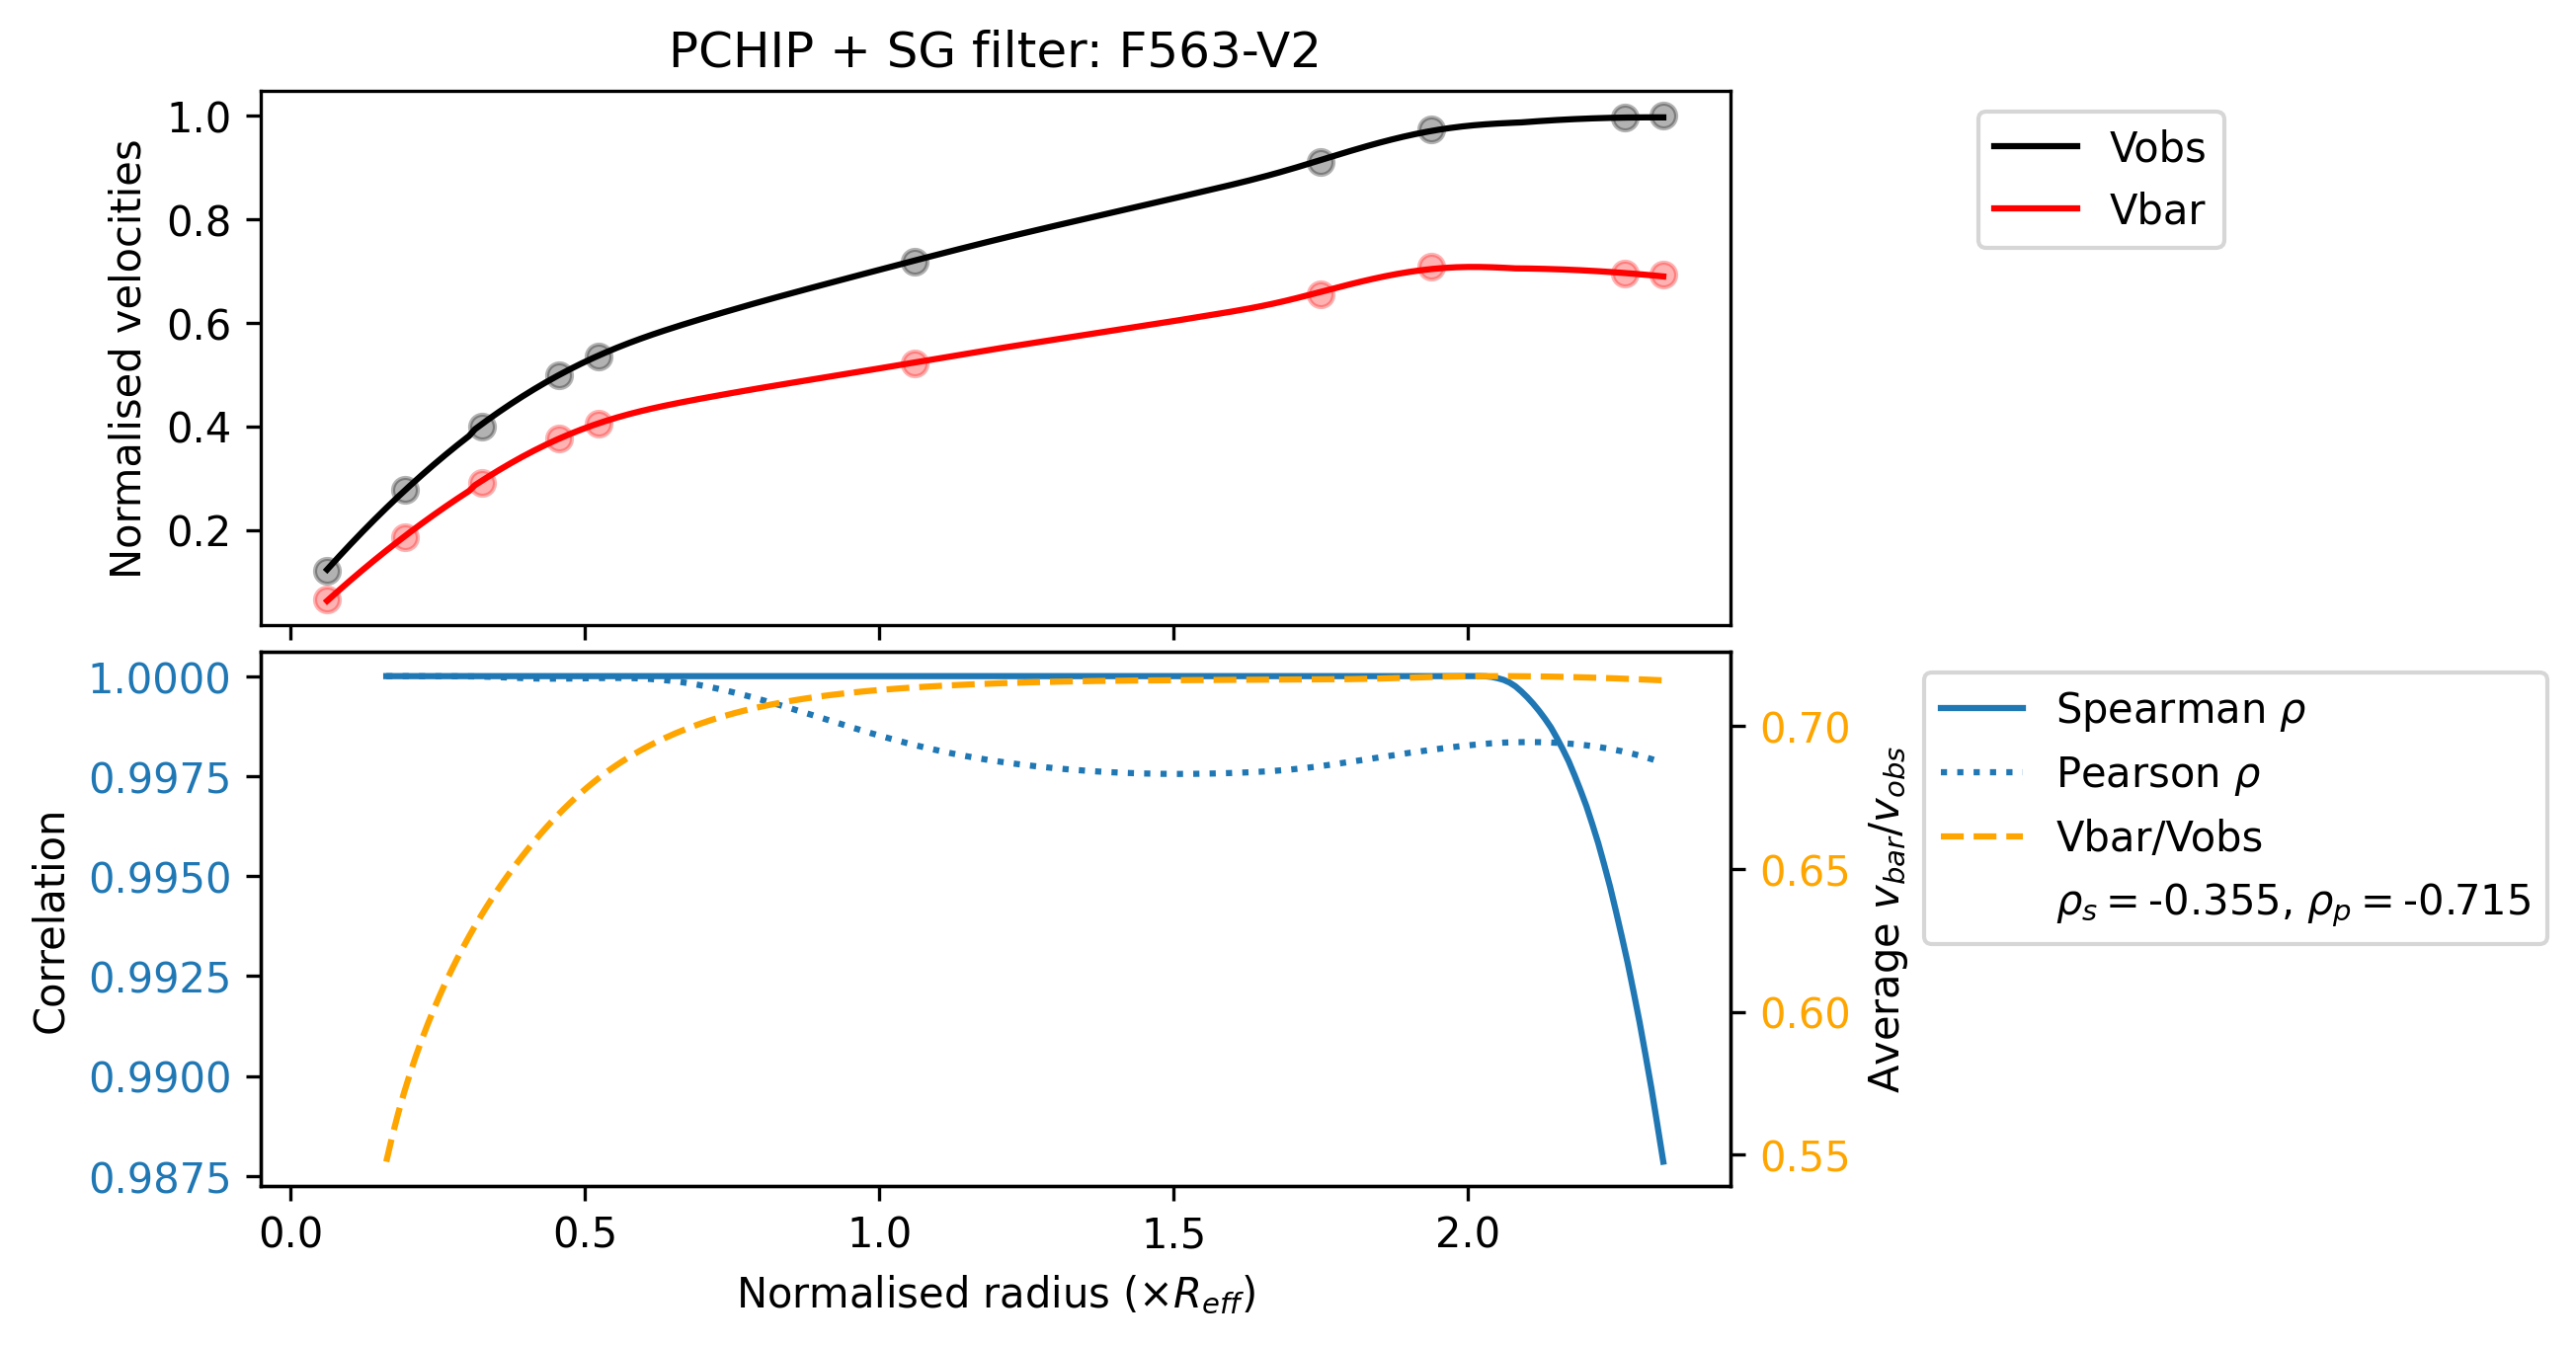 PCHIP + SG filter: F563-V2
Normalised velocities
1.0
0.8
0.6
0.4
0.2
Vobs
Vbar
Correlation
1.0000
0.9975
0.9950
0.9925
0.9900
0.9875
0.70
0.65
0.60
0.55
Average v_bar/v_obs
Spearman ρ
Pearson ρ
Vbar/Vobs
ρ_s = -0.355, ρ_p = -0.715
0.0 0.5 1.0 1.5 2.0
Normalised radius (×R_eff)